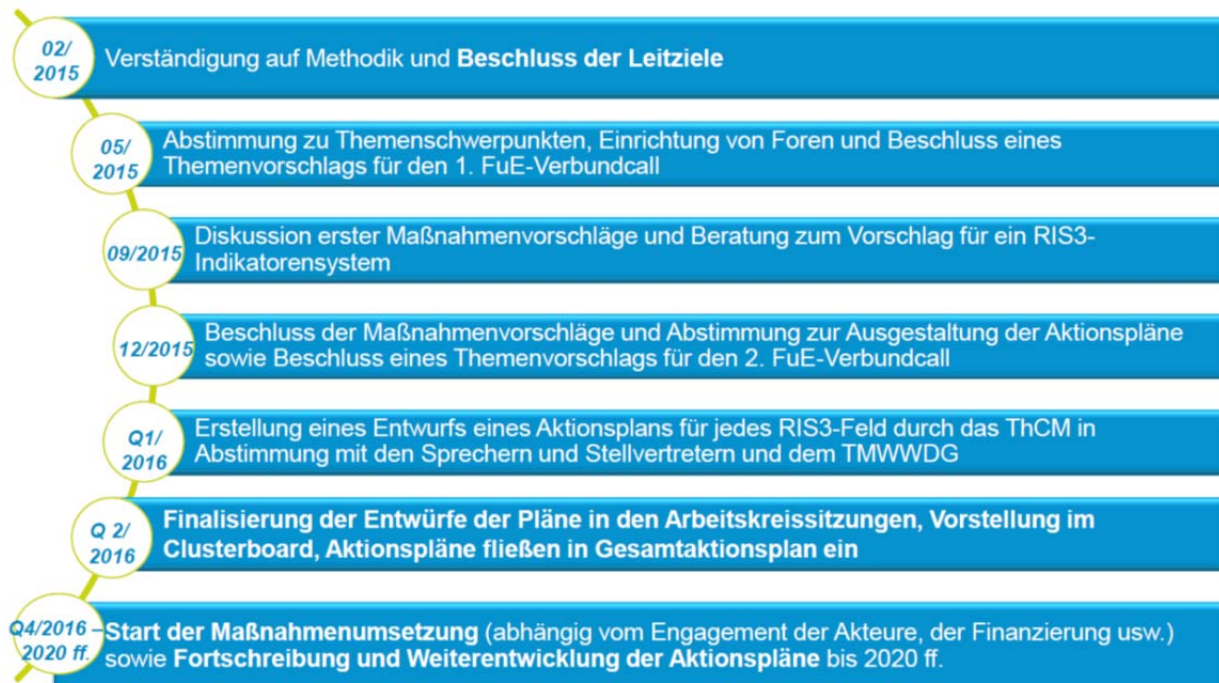 02/
2015
Verständigung auf Methodik und Beschluss der Leitziele
05/
2015
Abstimmung zu Themenschwerpunkten, Einrichtung von Foren und Beschluss eines
Themenvorschlags für den 1. FuE-Verbundcall
09/2015
Diskussion erster Maßnahmenvorschläge und Beratung zum Vorschlag für ein RIS3-
Indikatorensystem
12/2015
Beschluss der Maßnahmenvorschläge und Abstimmung zur Ausgestaltung der Aktionspläne
sowie Beschluss eines Themenvorschlags für den 2. FuE-Verbundcall
Q1/
2016
Erstellung eines Entwurfs eines Aktionsplans für jedes RIS3-Feld durch das ThCM in
Abstimmung mit den Sprechern und Stellvertretern und dem TMWWDG
Q 2/
2016
Finalisierung der Entwürfe der Pläne in den Arbeitskreissitzungen, Vorstellung im
Clusterboard, Aktionspläne fließen in Gesamtaktionsplan ein
Q4/2016 –
2020 ff.
Start der Maßnahmenumsetzung (abhängig vom Engagement der Akteure, der Finanzierung usw.)
sowie Fortschreibung und Weiterentwicklung der Aktionspläne bis 2020 ff.